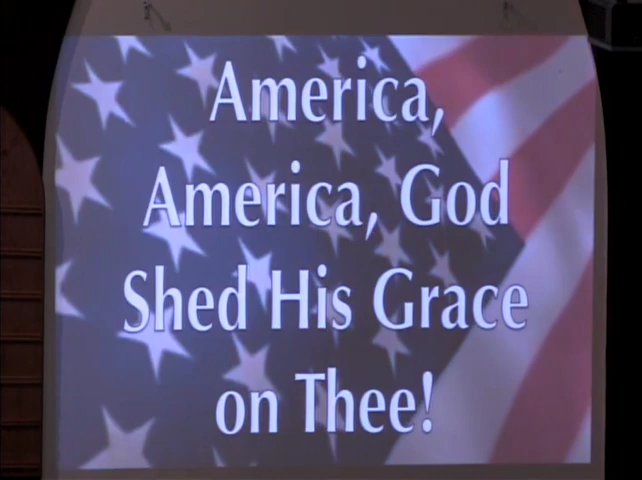 America,
America, God
Shed His Grace
on Thee!